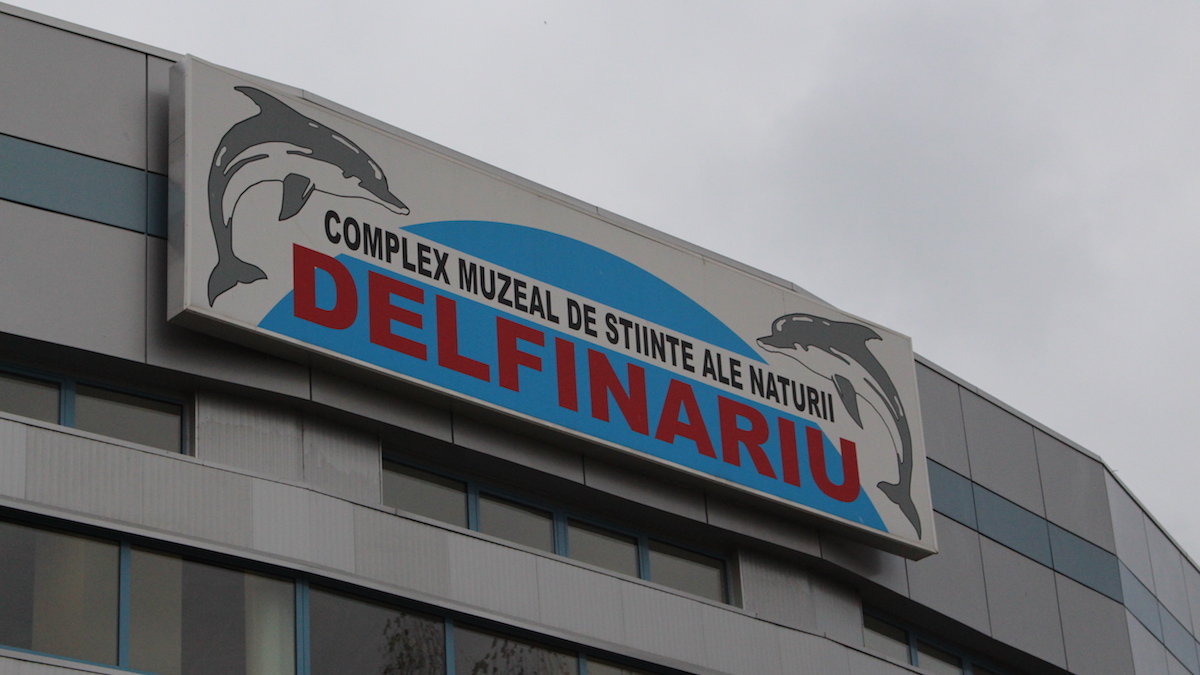 COMPLEX MUZEAL DE STIINTE ALE NATURII
DELFINARIU